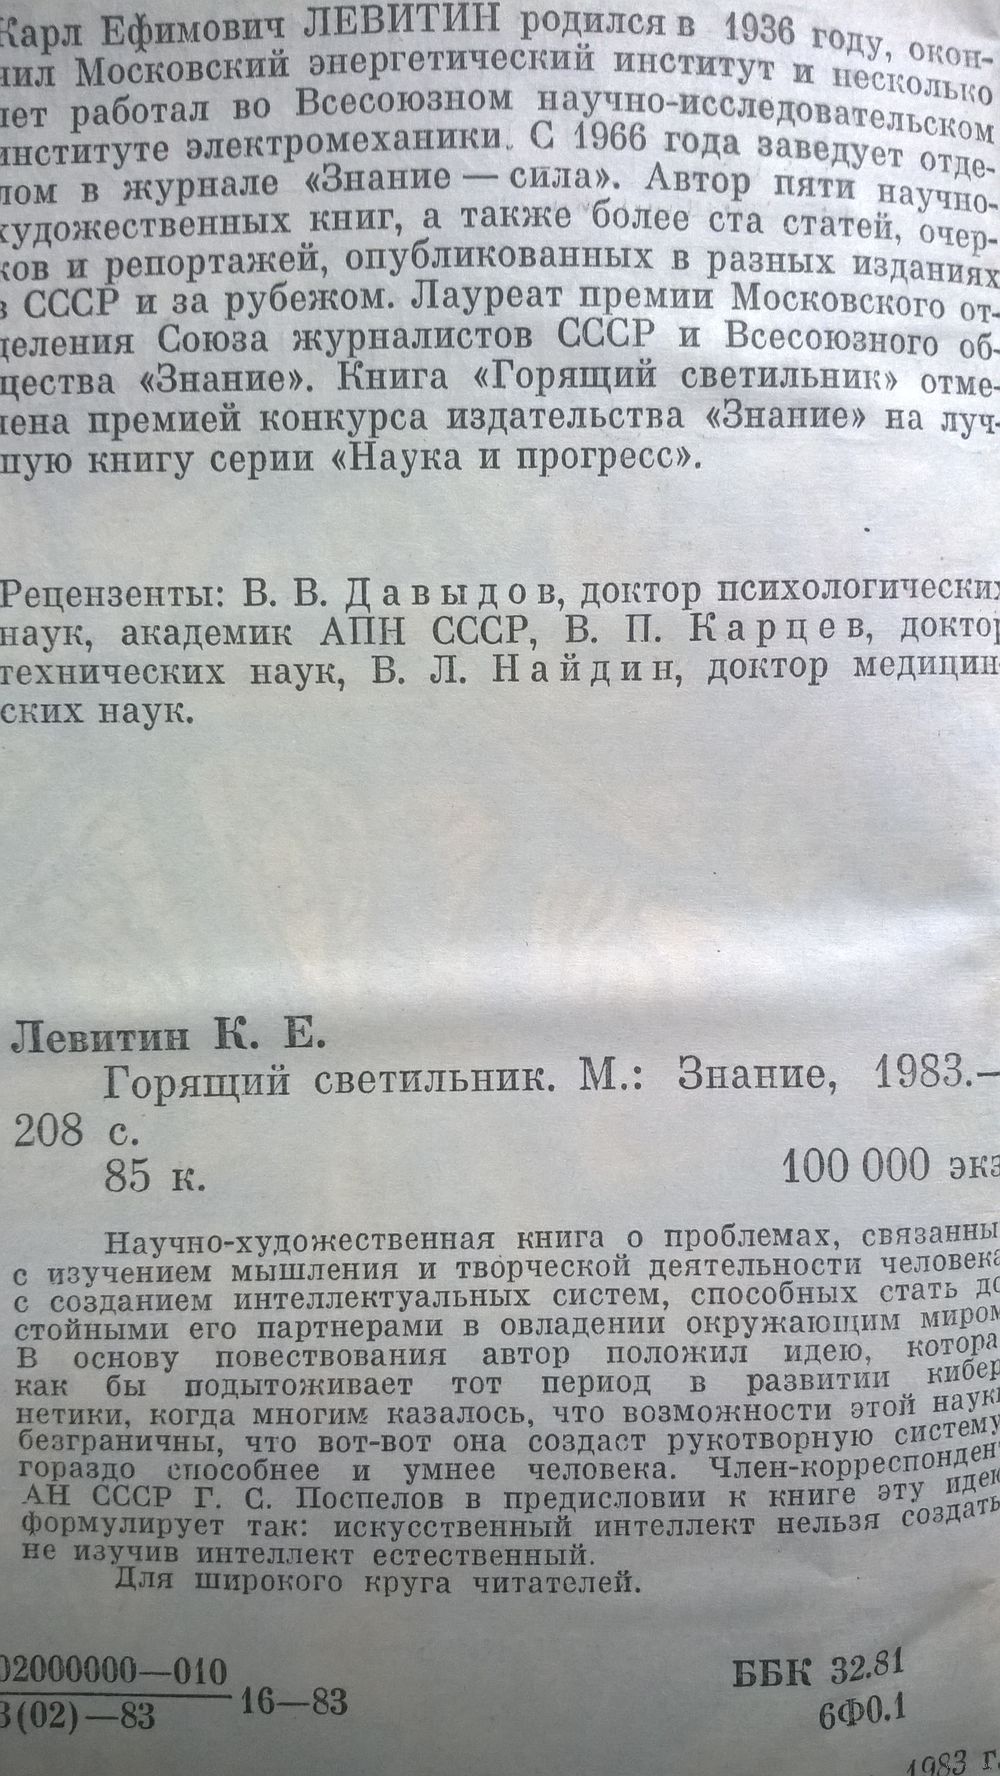 Карл Ефимович ЛЕВИТИН родился в 1936 году, окон-
чил Московский энергетический институт и несколько
лет работал во Всесоюзном научно-исследовательском
институте электромеханики. С 1966 года заведует отде-
лом в журнале «Знание — сила». Автор пяти научно-
художественных книг, а также более ста статей, очер-
ков и репортажей, опубликованных в разных изданиях
в СССР и за рубежом. Лауреат премии Московского от-
деления Союза журналистов СССР и Всесоюзного об-
щества «Знание». Книга «Горящий светильник» отме-
чена премией конкурса издательства «Знание» на луч-
шую книгу серии «Наука и прогресс».
Рецензенты: В. В. Давыдов, доктор психологических
наук, академик АПН СССР, В. П. Карцев, доктор
технических наук, В. Л. Найдин, доктор медицин-
ских наук.
Левитин К. Е.
Горящий светильник. М.: Знание, 1983.—
208 с.
85 к. 100 000 экз
Научно-художественная книга о проблемах, связанны
с изучением мышления и творческой деятельности человека
с созданием интеллектуальных систем, способных стать до
стойными его партнерами в овладении окружающим миром
В основу повествования автор положил идею, котора
как бы подытоживает тот период в развитии кибер
нетики, когда многим казалось, что возможности этой науки
безграничны, что вот-вот она создаст рукотворную систему
гораздо способнее и умнее человека. Член-корреспондент
АН СССР Г. С. Поспелов в предисловии к книге эту идею
формулирует так: искусственный интеллект нельзя создать
не изучив интеллект естественный.
Для широкого круга читателей.
02000000—010
3(02)—83
16—83
ББК 32.81
6Ф0.1
1983 г.